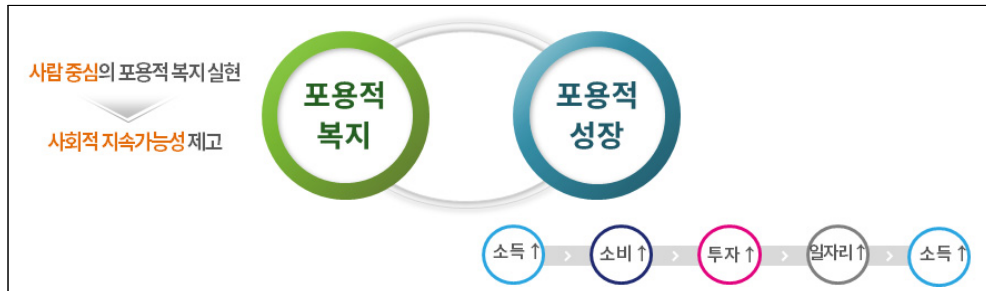 사람 중심의 포용적 복지 실현
사회적 지속가능성 제고
포용적
복지
포용적
성장
소득 ↑
소비 ↑
투자 ↑
일자리 ↑
소득 ↑